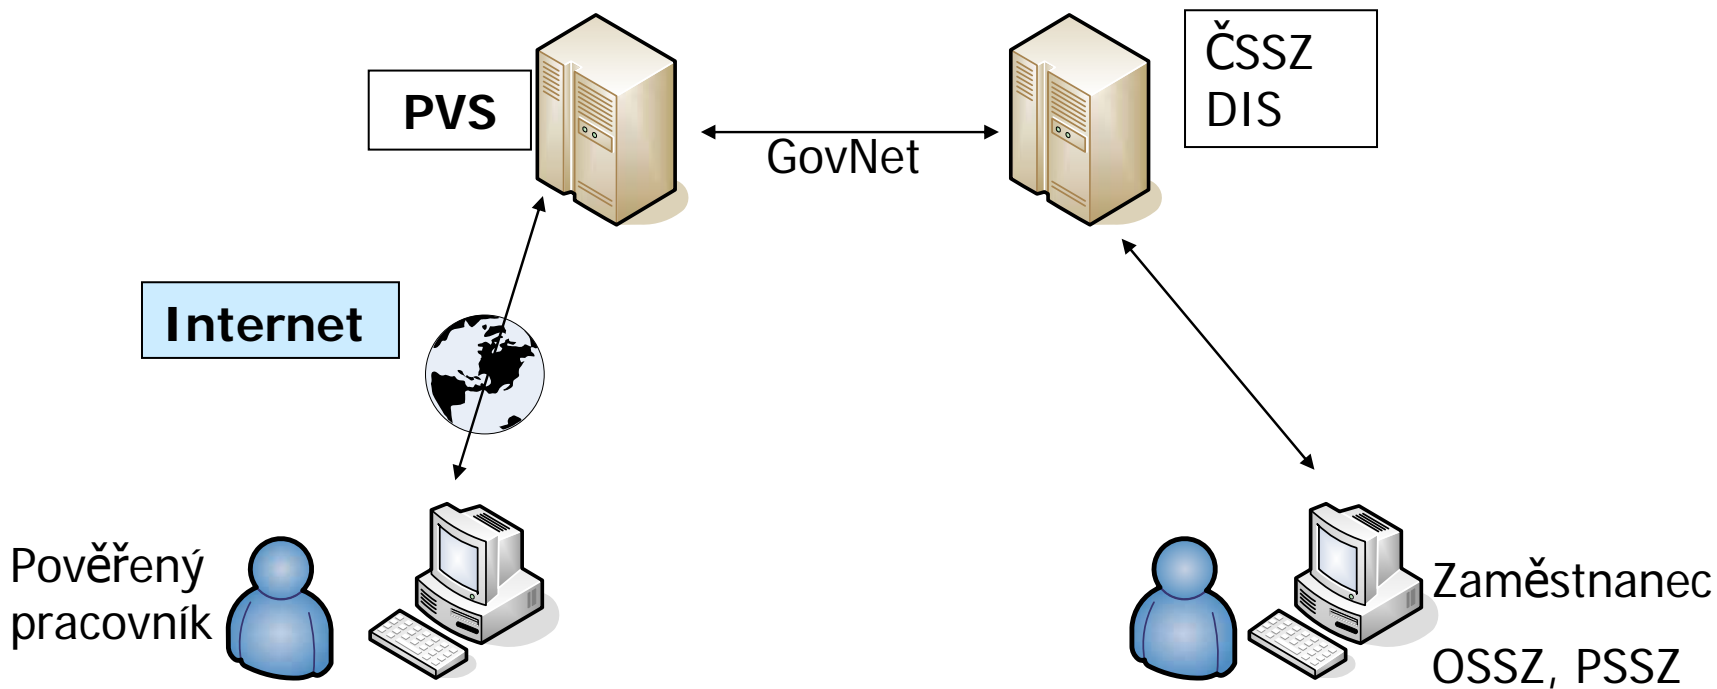 PVS
ČSSZ
DIS
GovNet
Internet
Pověřený
pracovník
Zaměstnanec
OSSZ, PSSZ